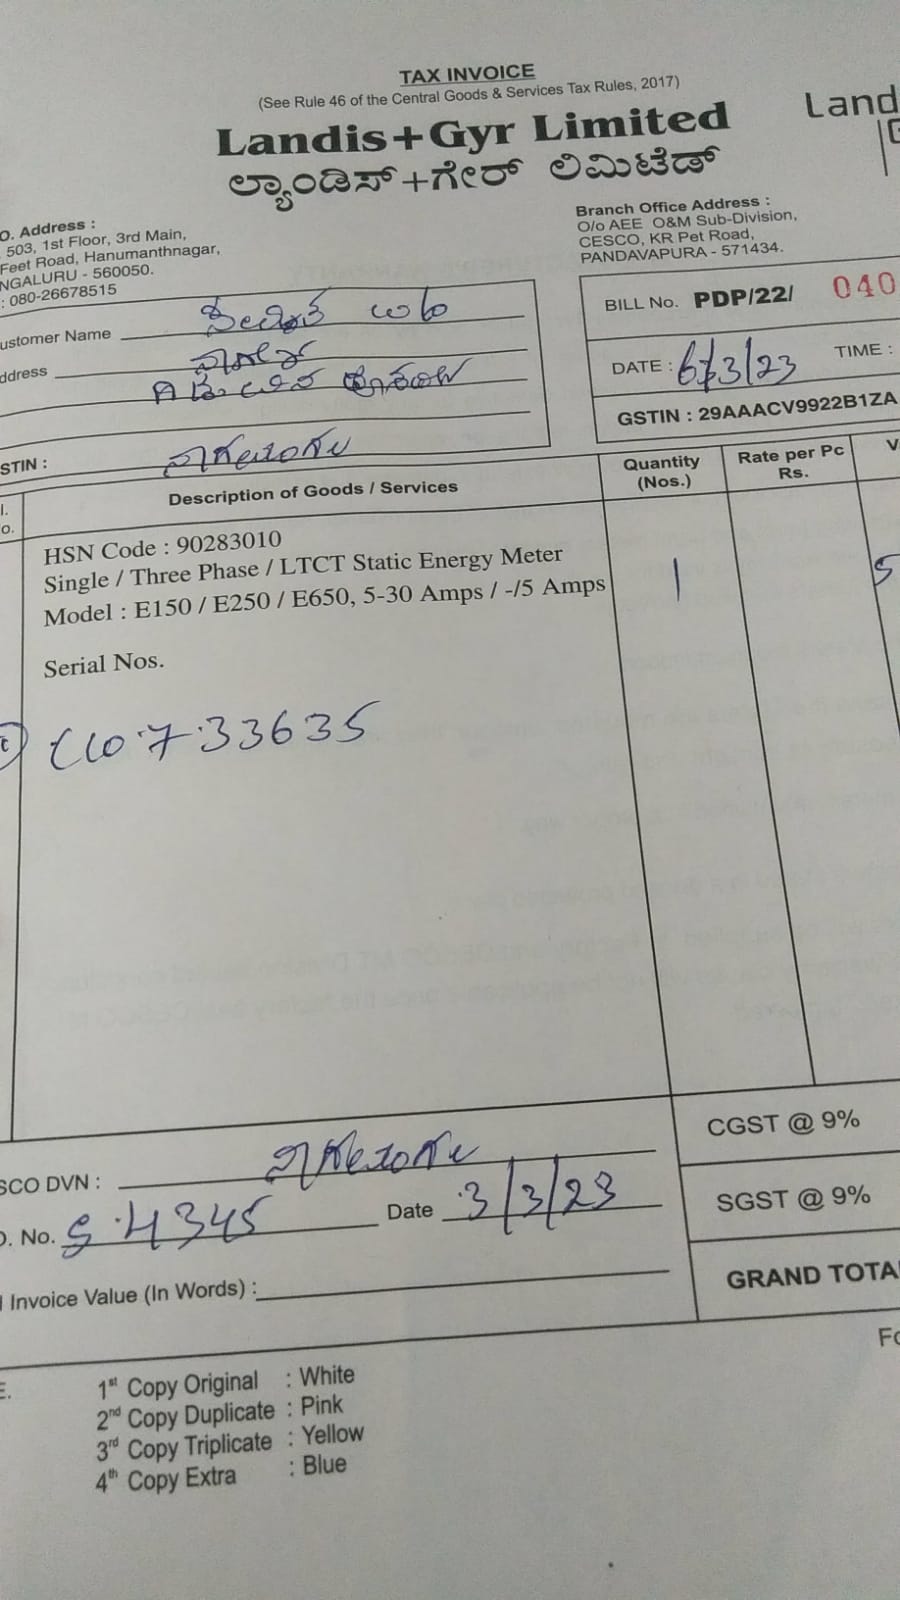 TAX INVOICE
(See Rule 46 of the Central Goods & Services Tax Rules, 2017)
Landis+Gyr Limited
Land
ಲ್ಯಾಂಡಿಸ್+ಗೇರ್ ಲಿಮಿಟೆಡ್
O. Address :
503, 1st Floor, 3rd Main,
Feet Road, Hanumanthnagar,
NGALURU - 560050.
: 080-26678515
Branch Office Address :
O/o AEE O&M Sub-Division,
CESCO, KR Pet Road,
PANDAVAPURA - 571434.
ustomer Name
ddress
STIN :
BILL No. PDP/22/ 040
DATE : 6/3/23 TIME :
GSTIN : 29AAACV9922B1ZA
l. o. Description of Goods / Services Quantity (Nos.) Rate per Pc Rs. V
HSN Code : 90283010
Single / Three Phase / LTCT Static Energy Meter
Model : E150 / E250 / E650, 5-30 Amps / -/5 Amps 1 5
Serial Nos.
733635
SCO DVN :
O. No. 4345 Date 3/3/23
l Invoice Value (In Words) :
CGST @ 9%
SGST @ 9%
GRAND TOTA
Fo
E.
1st Copy Original : White
2nd Copy Duplicate : Pink
3rd Copy Triplicate : Yellow
4th Copy Extra : Blue